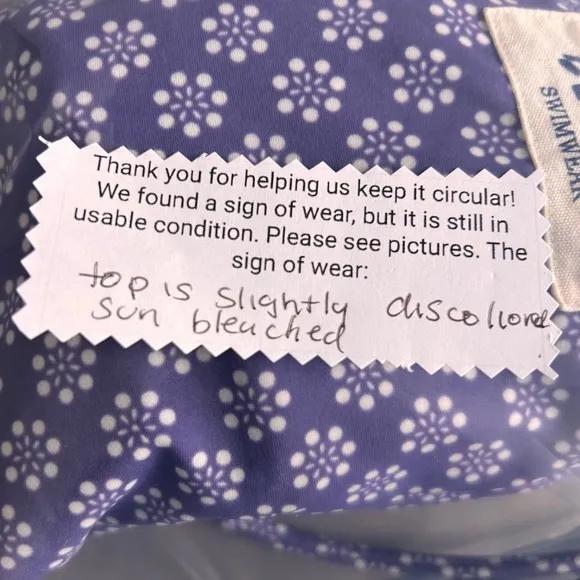 Thank you for helping us keep it circular!
We found a sign of wear, but it is still in
usable condition. Please see pictures. The
sign of wear:
top is slightly discollored
sun bleached
SWIMWEAR